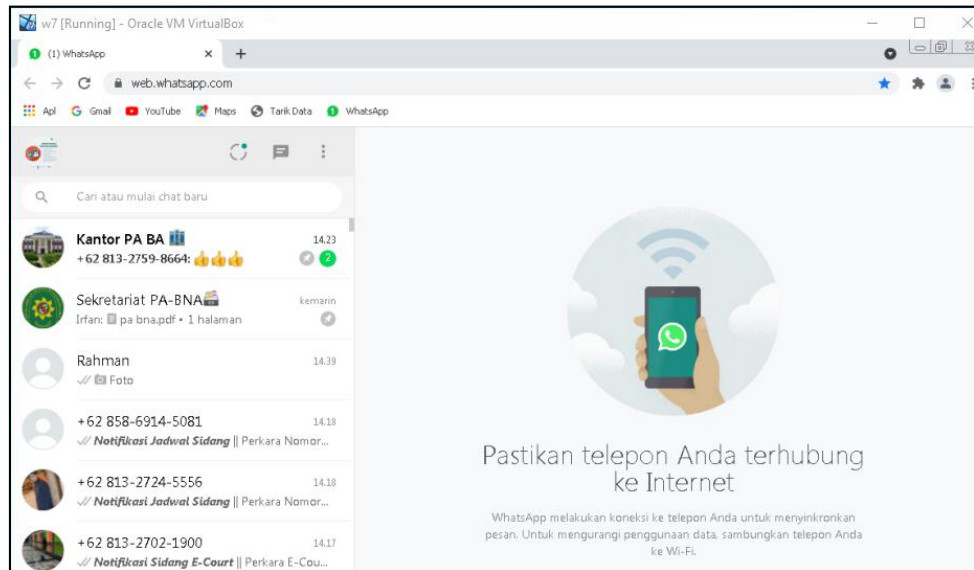 w7 [Running] - Oracle VM VirtualBox
(1) WhatsApp
web.whatsapp.com
Apl Gmail YouTube Maps Tarik Data WhatsApp
Cari atau mulai chat baru
Kantor PA BA 14.23
+62 813-2759-8664: 2
Sekretariat PA-BNA kemarin
Irfan: pa bna.pdf • 1 halaman
Rahman 14.39
Foto
+62 858-6914-5081 14.18
Notifikasi Jadwal Sidang || Perkara Nomor...
+62 813-2724-5556 14.18
Notifikasi Jadwal Sidang || Perkara Nomor...
+62 813-2702-1900 14.17
Notifikasi Sidang E-Court || Perkara E-Cou...
Pastikan telepon Anda terhubung
ke Internet
WhatsApp melakukan koneksi ke telepon Anda untuk menyinkronkan
pesan. Untuk mengurangi penggunaan data, sambungkan telepon Anda
ke Wi-Fi.